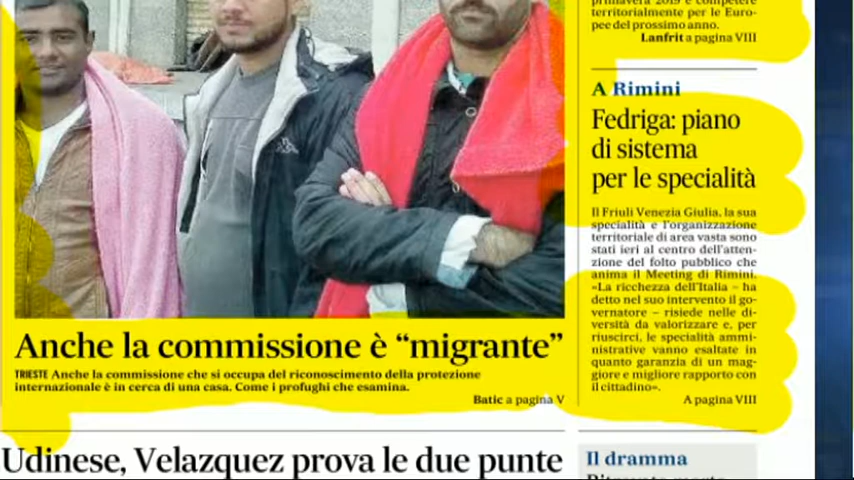 primavera 2019 e competere
territorialmente per le Euro-
pee del prossimo anno.
Lanfrit a pagina VIII
A Rimini
Fedriga: piano
di sistema
per le specialità
Il Friuli Venezia Giulia, la sua
specialità e l'organizzazione
territoriale di area vasta sono
stati ieri al centro dell'atten-
zione del folto pubblico che
anima il Meeting di Rimini.
«La ricchezza dell'Italia – ha
detto nel suo intervento il go-
vernatore – risiede nelle di-
versità da valorizzare e, per
riuscirci, le specialità ammi-
nistrative vanno esaltate in
quanto garanzia di un mag-
giore e migliore rapporto con
il cittadino».
A pagina VIII
Anche la commissione è “migrante”
TRIESTE Anche la commissione che si occupa del riconoscimento della protezione
internazionale è in cerca di una casa. Come i profughi che esamina.
Batic a pagina V
Udinese, Velazquez prova le due punte
Il dramma